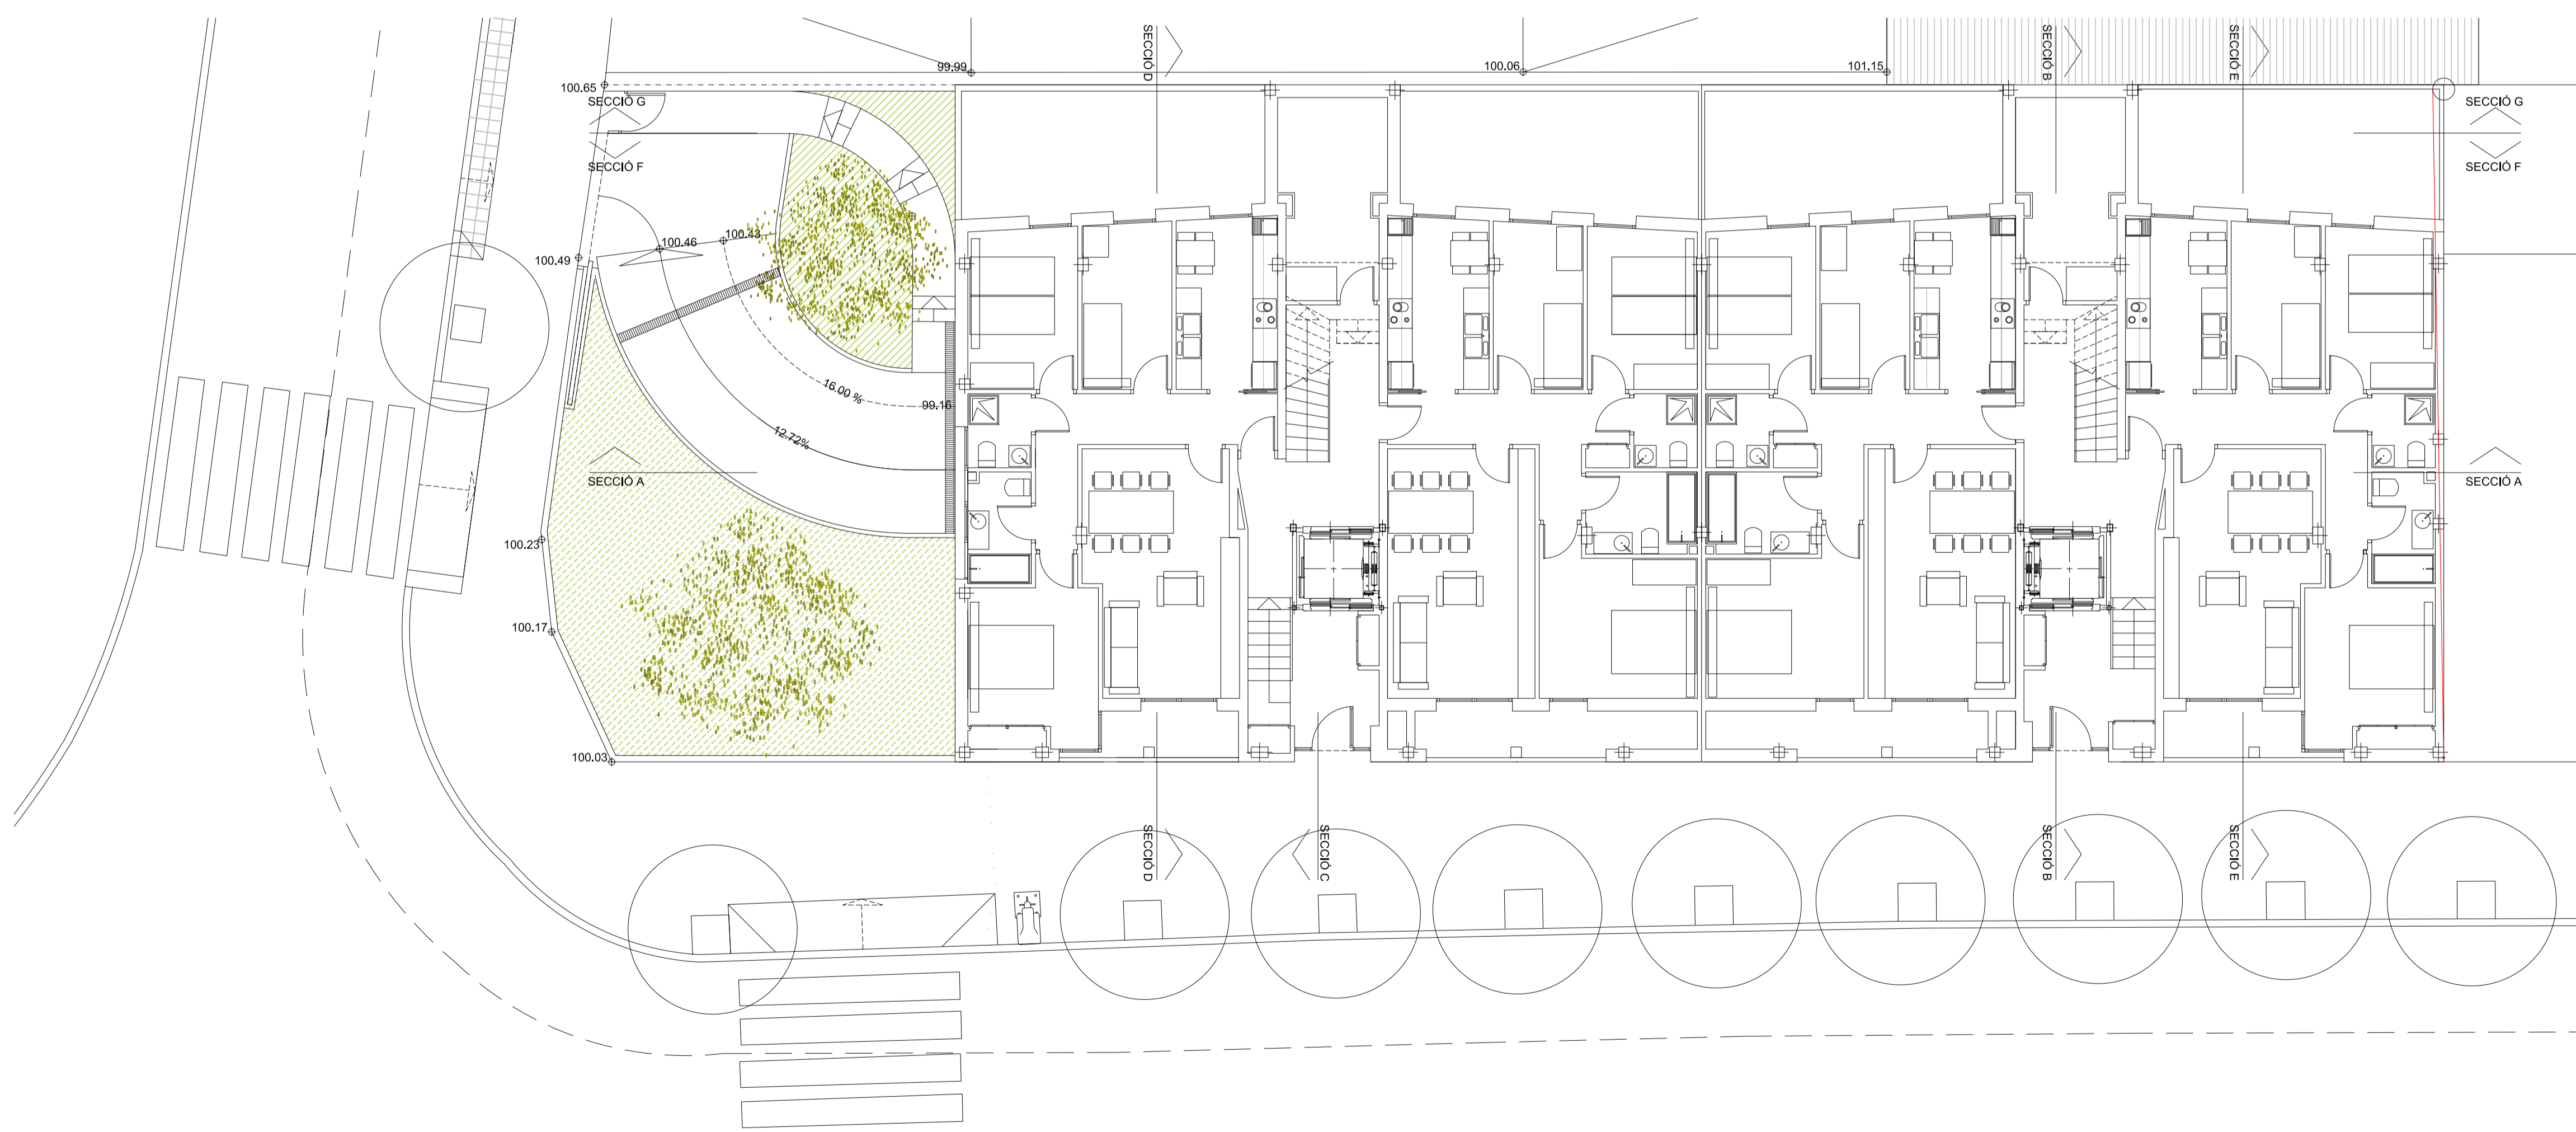 SECCIÓ D
SECCIÓ B
SECCIÓ E
99.99
100.06
101.15
100.65
SECCIÓ G
SECCIÓ G
SECCIÓ F
SECCIÓ F
100.46
100.43
100.49
16.00 %
99.16
12.72%
SECCIÓ A
SECCIÓ A
100.23
100.17
100.03
SECCIÓ D
SECCIÓ C
SECCIÓ B
SECCIÓ E